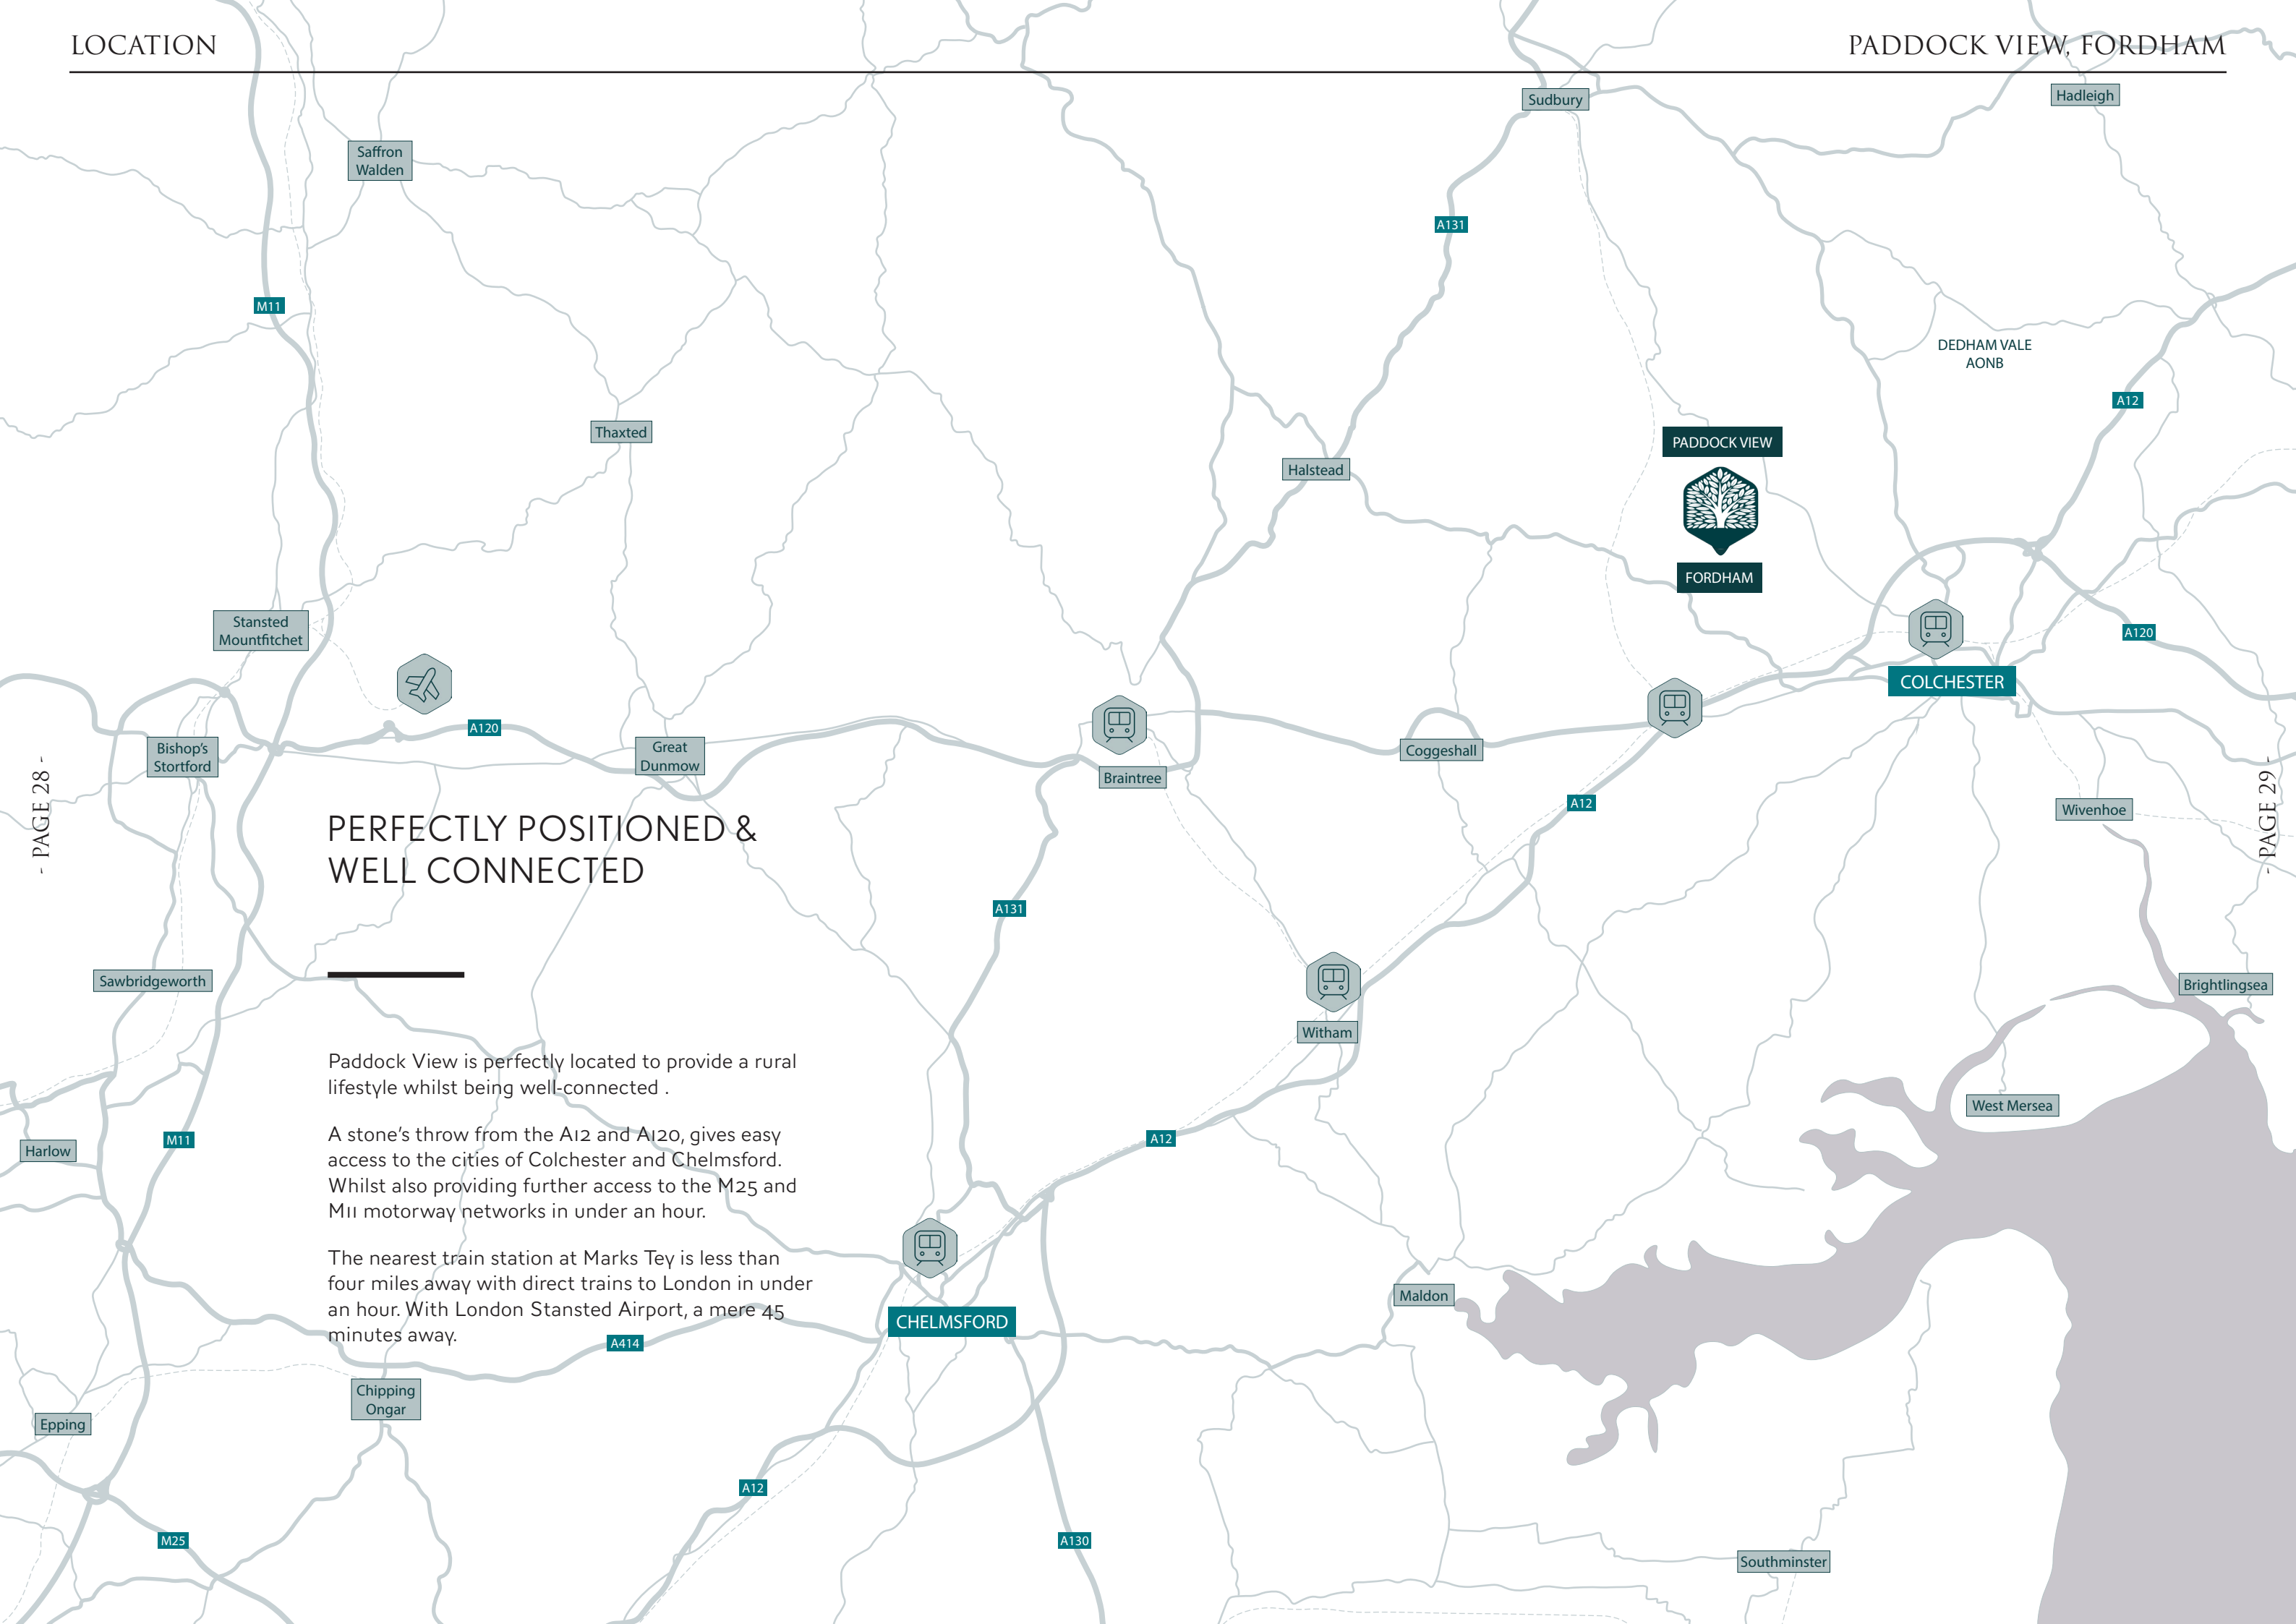 LOCATION
PADDOCK VIEW, FORDHAM
Sudbury
Hadleigh
Saffron
Walden
A131
M11
DEDHAM VALE
AONB
A12
Thaxted
PADDOCK VIEW
Halstead
FORDHAM
Stansted
Mountfitchet
A120
COLCHESTER
A120
Great
Dunmow
Bishop's
Stortford
Coggeshall
Braintree
A12
Wivenhoe
- PAGE 28 -
- PAGE 29 -
PERFECTLY POSITIONED &
WELL CONNECTED
A131
Sawbridgeworth
Brightlingsea
Witham
Paddock View is perfectly located to provide a rural
lifestyle whilst being well-connected .
West Mersea
A stone's throw from the A12 and A120, gives easy
access to the cities of Colchester and Chelmsford.
Whilst also providing further access to the M25 and
M11 motorway networks in under an hour.
M11
A12
Harlow
The nearest train station at Marks Tey is less than
four miles away with direct trains to London in under
an hour. With London Stansted Airport, a mere 45
minutes away.
Maldon
CHELMSFORD
A414
Chipping
Ongar
Epping
A12
M25
A130
Southminster